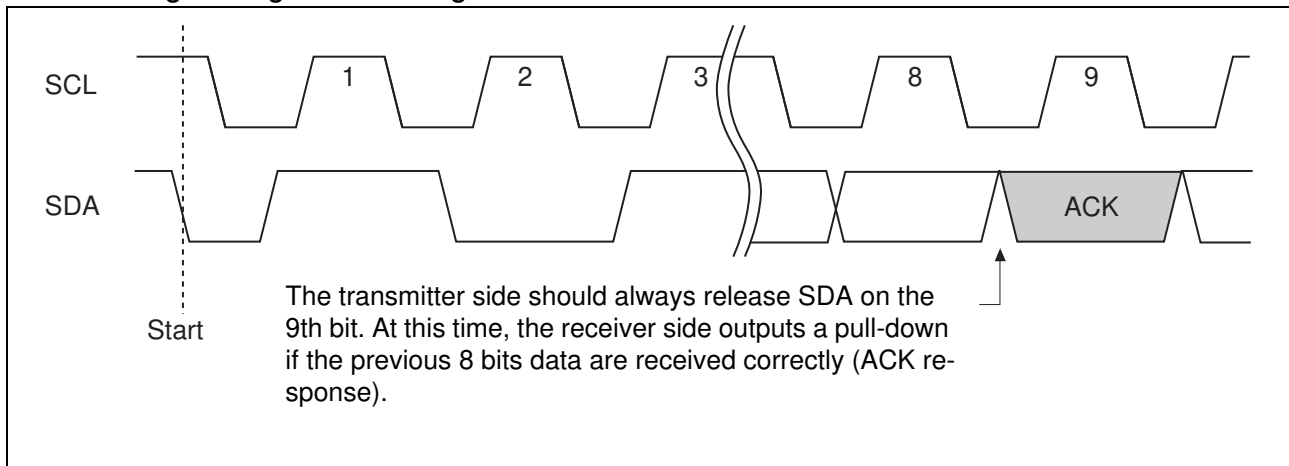 SCL
1
2
3
8
9
SDA
ACK
Start
The transmitter side should always release SDA on the
9th bit. At this time, the receiver side outputs a pull-down
if the previous 8 bits data are received correctly (ACK re-
sponse).